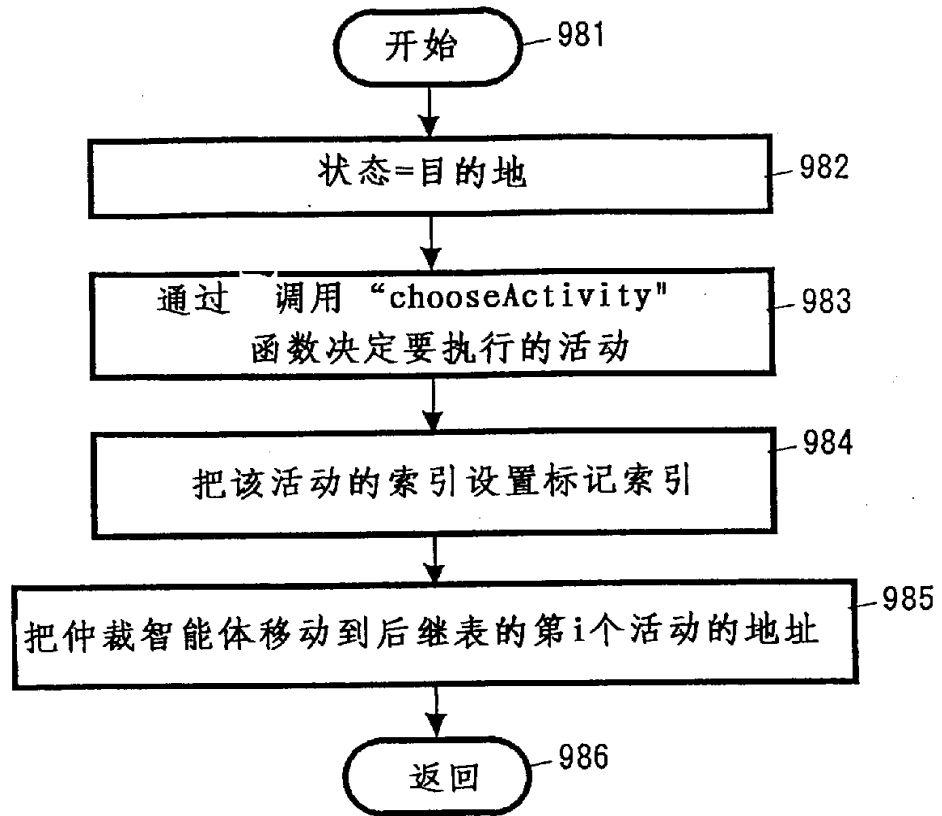 开始
981
状态=目的地
982
通过 调用“chooseActivity"
函数决定要执行的活动
983
把该活动的索引设置标记索引
984
把仲裁智能体移动到后继表的第i个活动的地址
985
返回
986